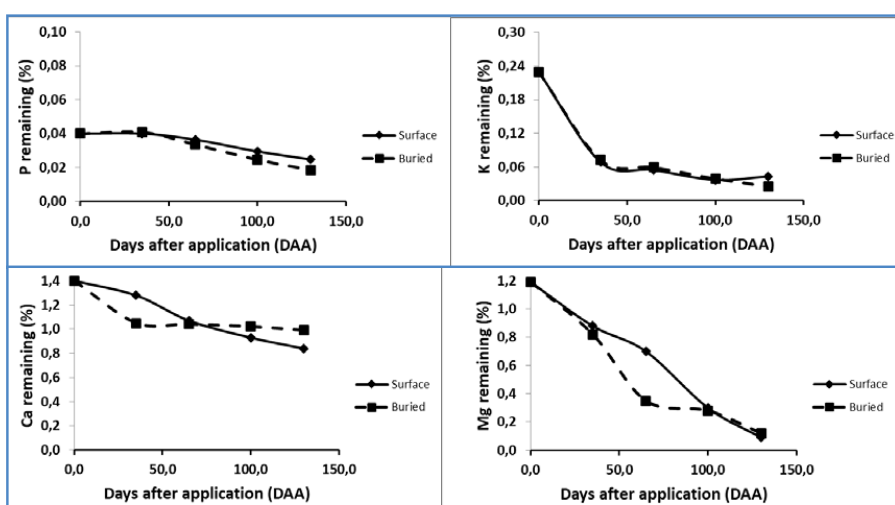 P remaining (%)
0,10
0,08
0,06
0,04
0,02
0,00
0,0 50,0 100,0 150,0
Days after application (DAA)
Surface
Buried
K remaining (%)
0,30
0,24
0,18
0,12
0,06
0,00
0,0 50,0 100,0 150,0
Days after application (DAA)
Surface
Buried
Ca remaining (%)
1,4
1,2
1,0
0,8
0,6
0,4
0,2
0,0
0,0 50,0 100,0 150,0
Days after application (DAA)
Surface
Buried
Mg remaining (%)
1,2
1,0
0,8
0,6
0,4
0,2
0,0
0,0 50,0 100,0 150,0
Days after application (DAA)
Surface
Buried